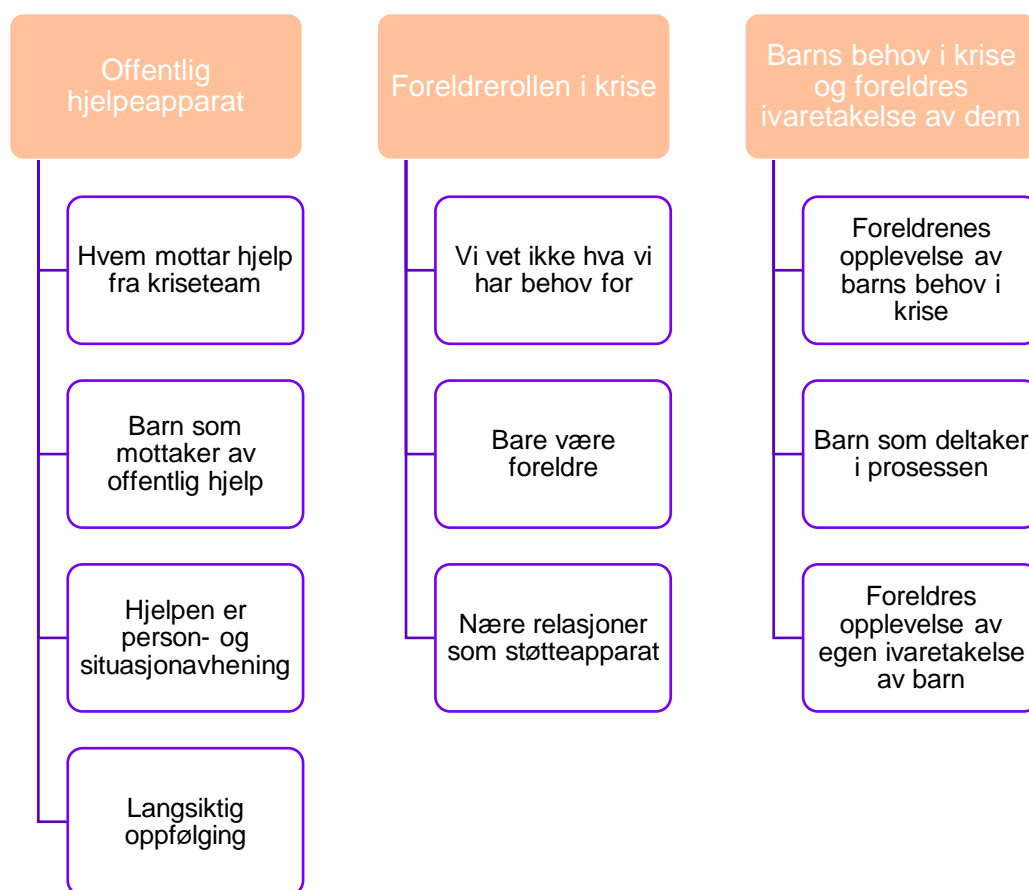 Offentlig
hjelpeapparat
Hvem mottar hjelp
fra kriseteam
Barn som
mottaker av
offentlig hjelp
Hjelpen er
person- og
situasjonavhening
Langsiktig
oppfølging
Foreldrerollen i krise
Vi vet ikke hva vi
har behov for
Bare være
foreldre
Nære relasjoner
som støtteapparat
Barns behov i krise
og foreldres
ivaretakelse av dem
Foreldrenes
opplevelse av
barns behov i
krise
Barn som deltaker
i prosessen
Foreldres
opplevelse av
egen ivaretakelse
av barn